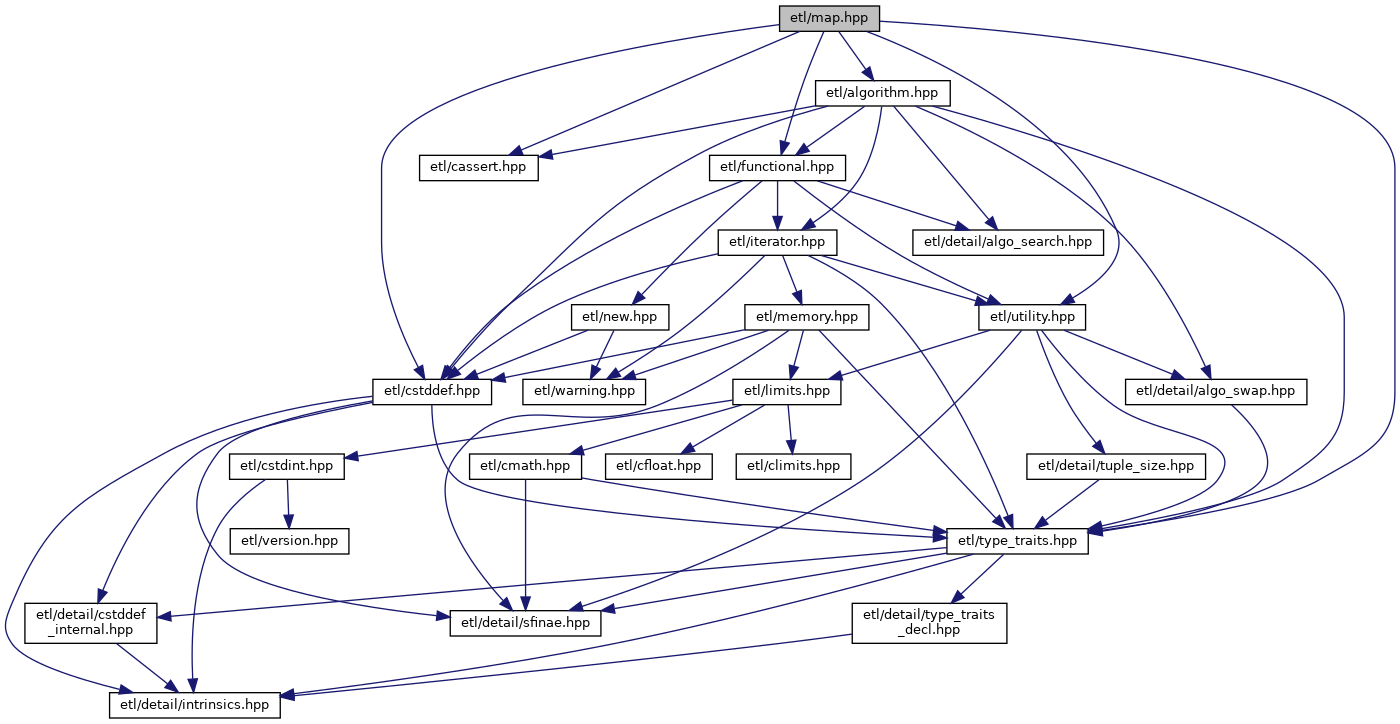 etl/map.hpp
etl/algorithm.hpp
etl/cassert.hpp
etl/functional.hpp
etl/iterator.hpp
etl/detail/algo_search.hpp
etl/new.hpp
etl/memory.hpp
etl/utility.hpp
etl/cstddef.hpp
etl/warning.hpp
etl/limits.hpp
etl/detail/algo_swap.hpp
etl/cstdint.hpp
etl/cmath.hpp
etl/cfloat.hpp
etl/climits.hpp
etl/detail/tuple_size.hpp
etl/version.hpp
etl/type_traits.hpp
etl/detail/cstddef
_internal.hpp
etl/detail/sfinae.hpp
etl/detail/type_traits
_decl.hpp
etl/detail/intrinsics.hpp